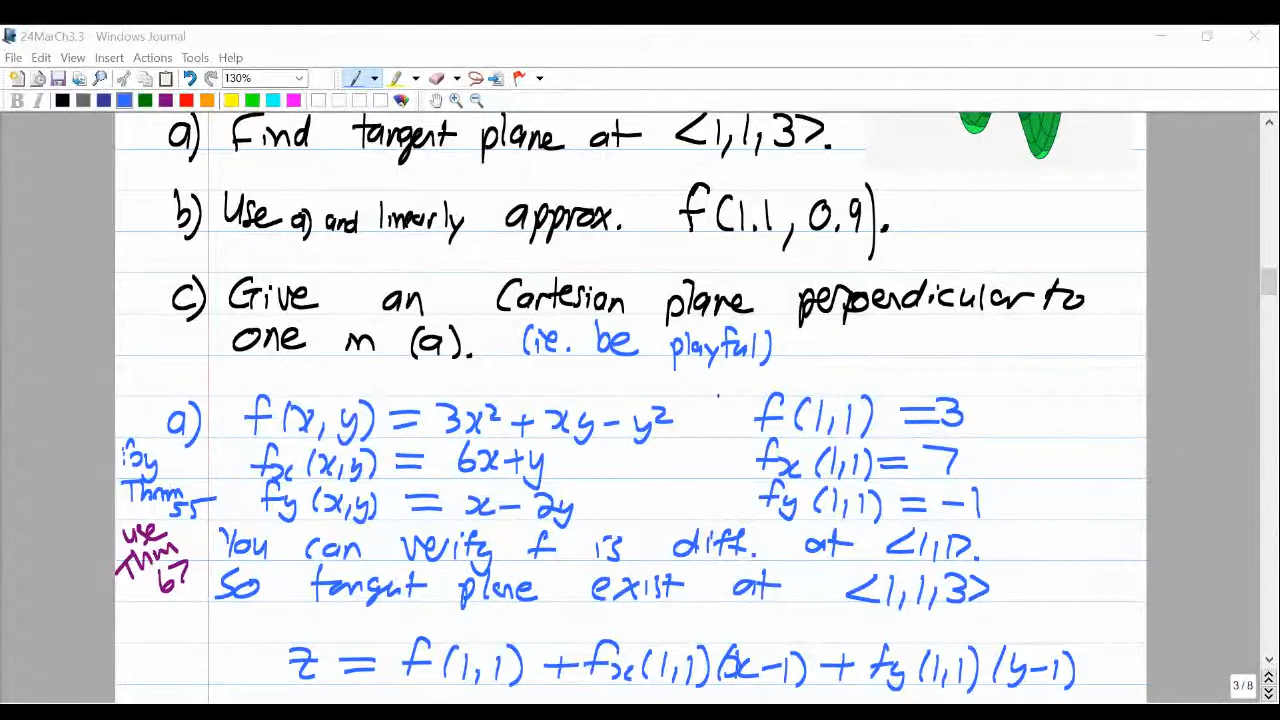 24MarCh3.3 - Windows Journal
File Edit View Insert Actions Tools Help
130%
B I
a) Find tangent plane at <1,1,3>.
b) Use a) and linearly approx. f(1.1, 0.9).
c) Give an Cartesian plane perpendicular to
one in (a). (ie. be playful)
a) f(x,y) = 3x² + xy - y² f(1,1) = 3
by
Thm
55
fx(x,y) = 6x+y fx(1,1) = 7
fy(x,y) = x - 2y fy(1,1) = -1
use
Thm
67
You can verify f is diff. at <1,1>.
So tangent plane exist at <1,1,3>
z = f(1,1) + fx(1,1)(x-1) + fy(1,1)(y-1)
3 / 8